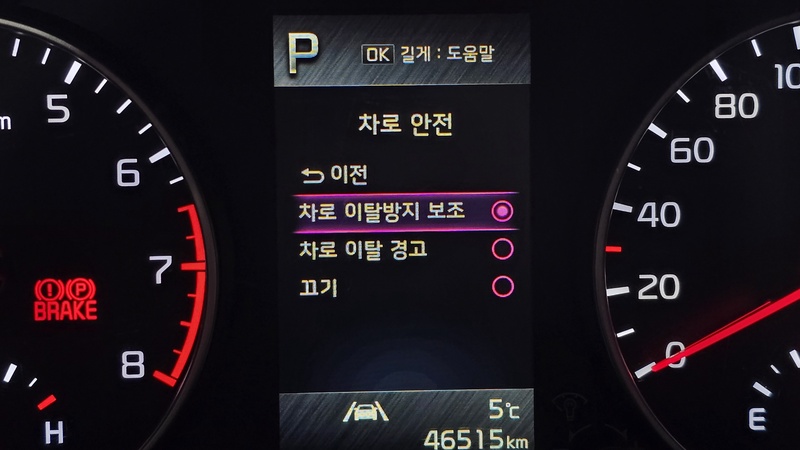 P
OK 길게 : 도움말
차로 안전
이전
차로 이탈방지 보조
차로 이탈 경고
끄기
5℃
46515km
5
6
7
8
H
(!) (P)
BRAKE
10
80
60
40
20
0
E